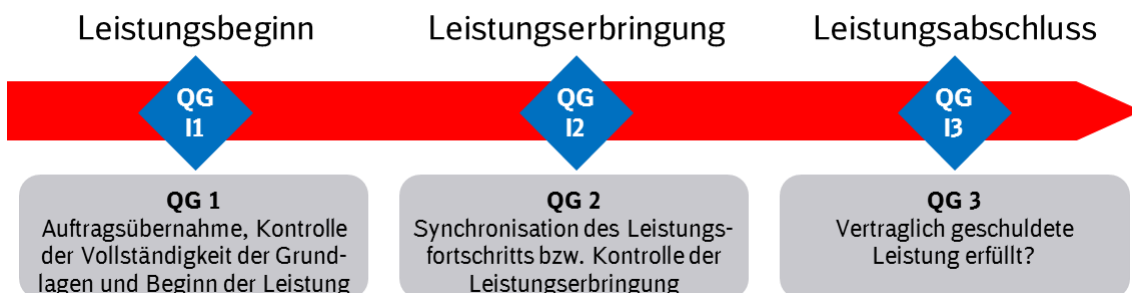 Leistungsbeginn
Leistungserbringung
Leistungsabschluss
QG
I1
QG
I2
QG
I3
QG 1
Auftragsübernahme, Kontrolle
der Vollständigkeit der Grund-
lagen und Beginn der Leistung
QG 2
Synchronisation des Leistungs-
fortschritts bzw. Kontrolle der
Leistungserbringung
QG 3
Vertraglich geschuldete
Leistung erfüllt?